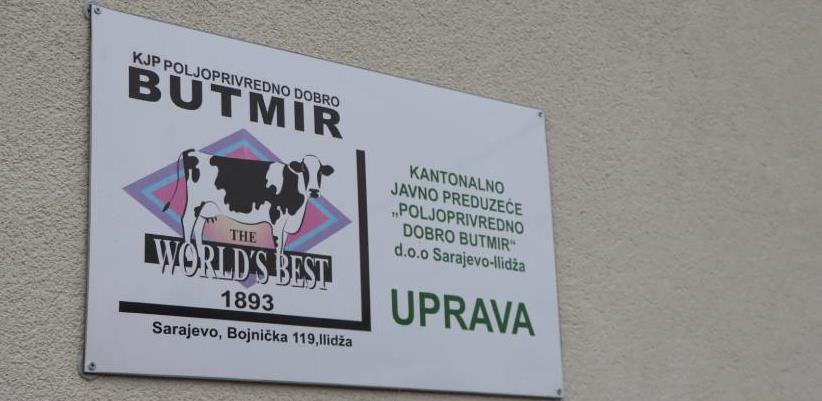 KJP POLJOPRIVREDNO DOBRO
BUTMIR
THE
WORLD'S BEST
1893
Sarajevo, Bojnička 119,Ilidža
KANTONALNO
JAVNO PREDUZEĆE
„POLJOPRIVREDNO
DOBRO BUTMIR“
d.o.o Sarajevo-Ilidža
UPRAVA